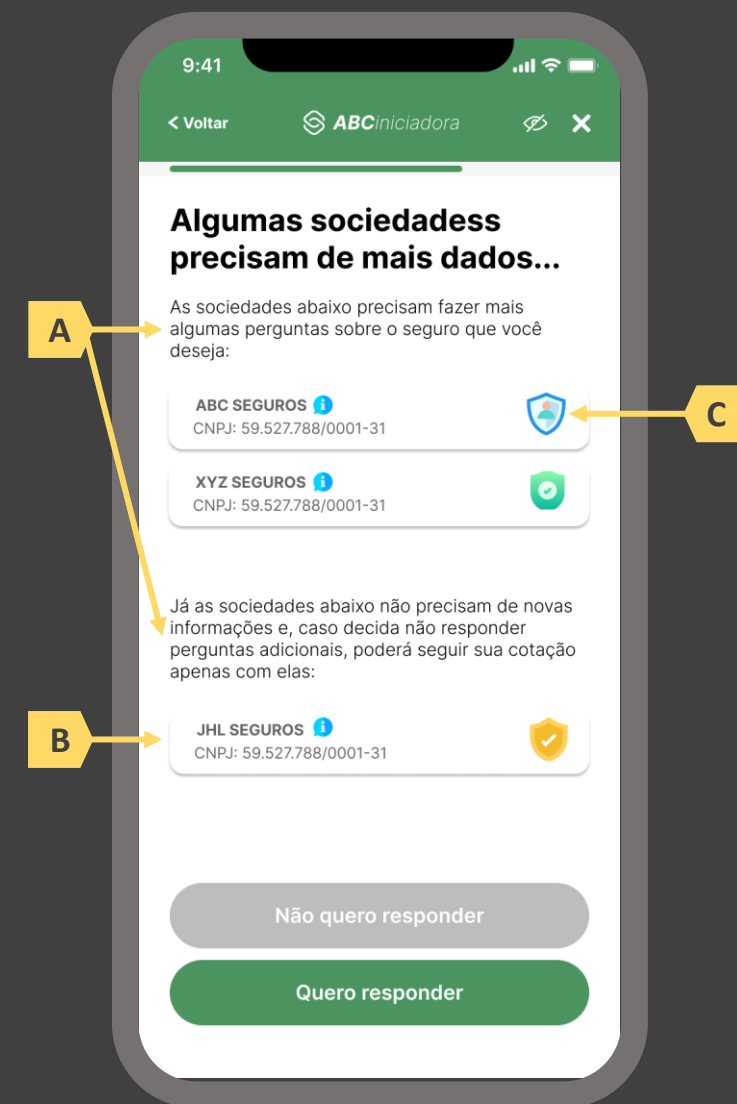 9:41
< Voltar ABCiniciadora
Algumas sociedadess
precisam de mais dados...
As sociedades abaixo precisam fazer mais
algumas perguntas sobre o seguro que você
deseja:
A
ABC SEGUROS i
CNPJ: 59.527.788/0001-31
C
XYZ SEGUROS i
CNPJ: 59.527.788/0001-31
Já as sociedades abaixo não precisam de novas
informações e, caso decida não responder
perguntas adicionais, poderá seguir sua cotação
apenas com elas:
B
JHL SEGUROS i
CNPJ: 59.527.788/0001-31
Não quero responder
Quero responder